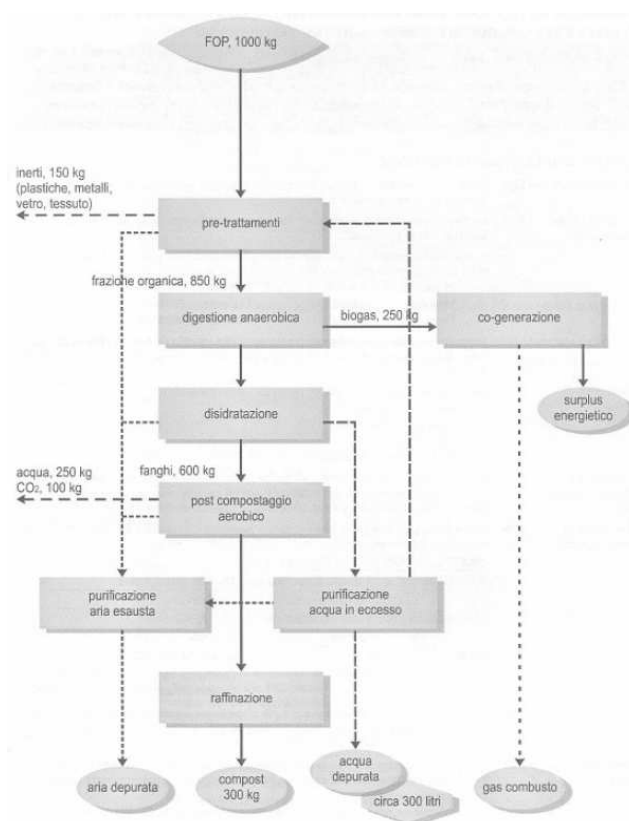 FOP, 1000 kg
inerti, 150 kg
(plastiche, metalli,
vetro, tessuto)
pre-trattamenti
frazione organica, 850 kg
digestione anaerobica
biogas, 250 kg
co-generazione
disidratazione
surplus
energietico
acqua, 250 kg
CO₂, 100 kg
fanghi, 600 kg
post compostaggio
aerobico
purificazione
aria esausta
purificazione
acqua in eccesso
raffinazione
aria depurata
compost
300 kg
acqua
depurata
circa 300 litri
gas combusto